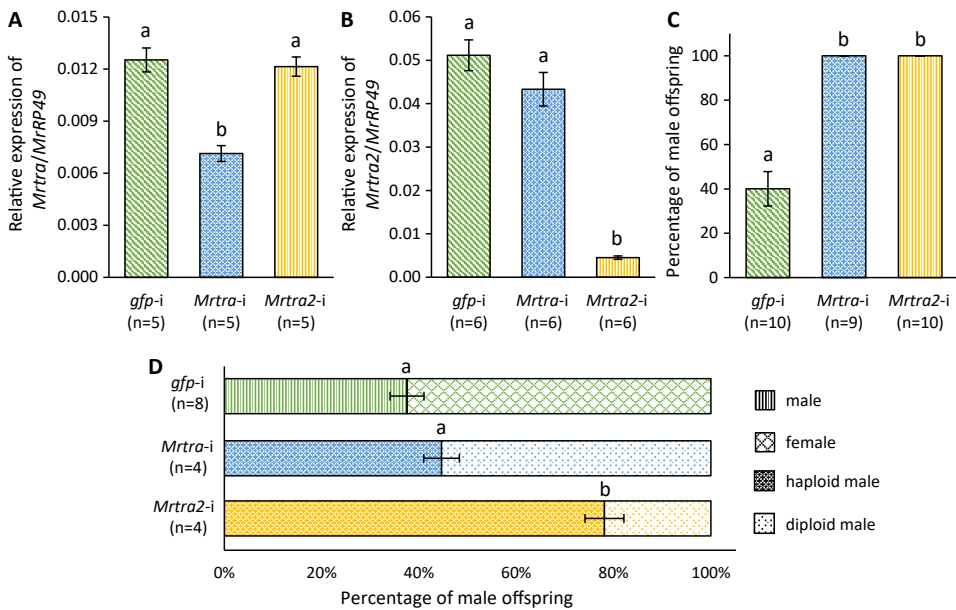 A
Relative expression of
Mrtra/MrRP49
0.015
0.012
0.009
0.006
0.003
0.000
a
b
a
gfp-i
(n=5)
Mrtra-i
(n=5)
Mrtra2-i
(n=5)
B
Relative expression of
Mrtra2/MrRP49
0.06
0.05
0.04
0.03
0.02
0.01
0.00
a
a
b
gfp-i
(n=6)
Mrtra-i
(n=6)
Mrtra2-i
(n=6)
C
Percentage of male offspring
100
80
60
40
20
0
a
b
b
gfp-i
(n=10)
Mrtra-i
(n=9)
Mrtra2-i
(n=10)
D
gfp-i
(n=8)
a
Mrtra-i
(n=4)
a
Mrtra2-i
(n=4)
b
0% 20% 40% 60% 80% 100%
Percentage of male offspring
male
female
haploid male
diploid male